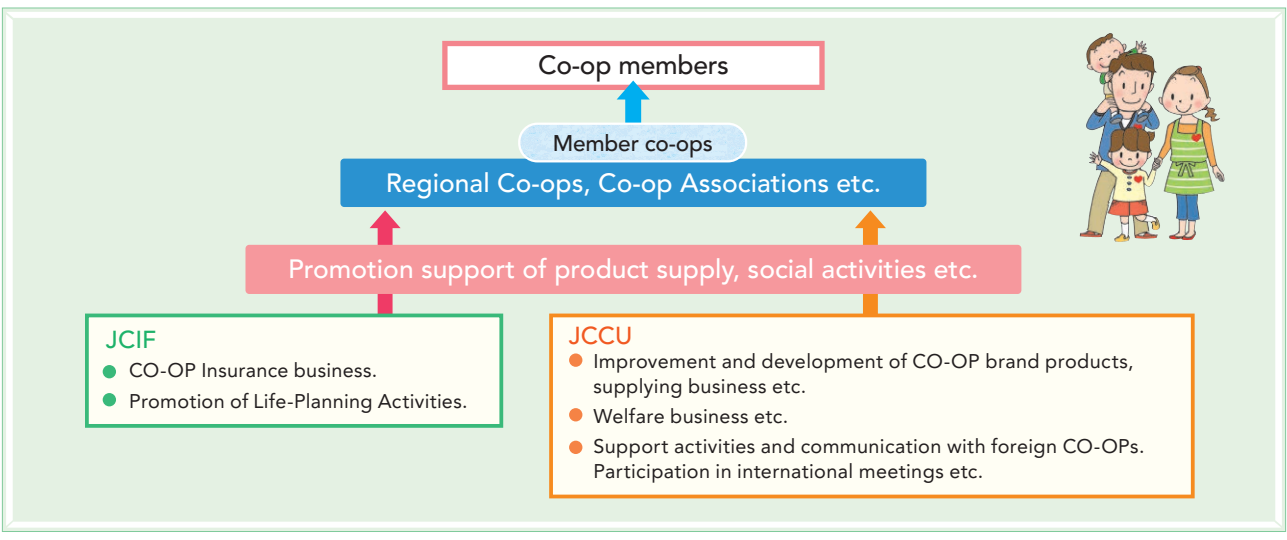 Co-op members
Member co-ops
Regional Co-ops, Co-op Associations etc.
Promotion support of product supply, social activities etc.
JCIF
CO-OP Insurance business.
Promotion of Life-Planning Activities.
JCCU
Improvement and development of CO-OP brand products,
supplying business etc.
Welfare business etc.
Support activities and communication with foreign CO-OPs.
Participation in international meetings etc.